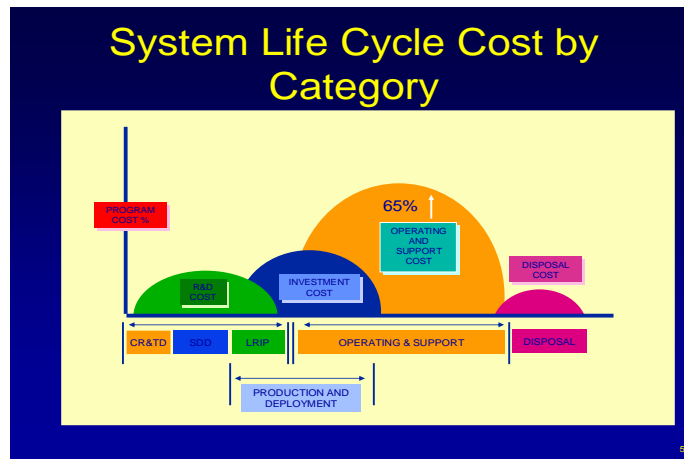 System Life Cycle Cost by
Category
65%
PROGRAM
COST %
OPERATING
AND
SUPPORT
COST
DISPOSAL
COST
R&D
COST
INVESTMENT
COST
CR&TD
SDD
LRIP
OPERATING & SUPPORT
DISPOSAL
PRODUCTION AND
DEPLOYMENT
5